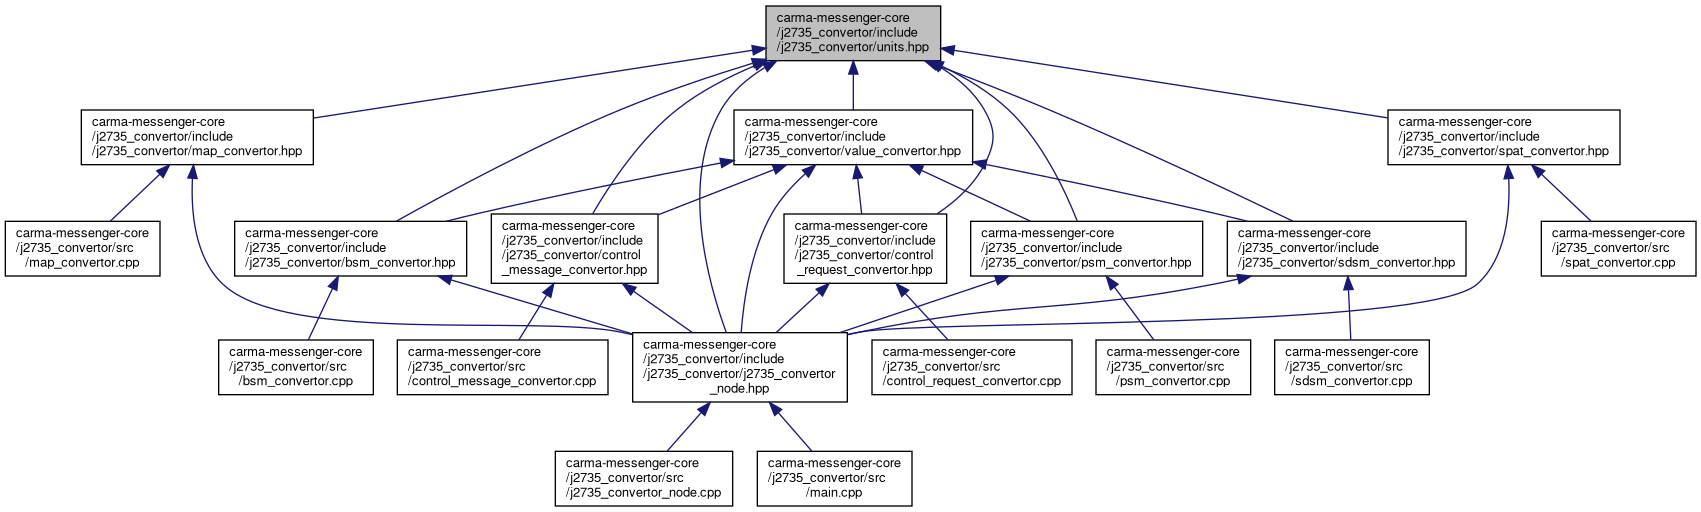 carma-messenger-core
/j2735_convertor/include
/j2735_convertor/units.hpp
carma-messenger-core
/j2735_convertor/include
/j2735_convertor/map_convertor.hpp
carma-messenger-core
/j2735_convertor/include
/j2735_convertor/value_convertor.hpp
carma-messenger-core
/j2735_convertor/include
/j2735_convertor/spat_convertor.hpp
carma-messenger-core
/j2735_convertor/src
/map_convertor.cpp
carma-messenger-core
/j2735_convertor/include
/j2735_convertor/bsm_convertor.hpp
carma-messenger-core
/j2735_convertor/include
/j2735_convertor/control
_message_convertor.hpp
carma-messenger-core
/j2735_convertor/include
/j2735_convertor/control
_request_convertor.hpp
carma-messenger-core
/j2735_convertor/include
/j2735_convertor/psm_convertor.hpp
carma-messenger-core
/j2735_convertor/include
/j2735_convertor/sdsm_convertor.hpp
carma-messenger-core
/j2735_convertor/src
/spat_convertor.cpp
carma-messenger-core
/j2735_convertor/src
/bsm_convertor.cpp
carma-messenger-core
/j2735_convertor/src
/control_message_convertor.cpp
carma-messenger-core
/j2735_convertor/include
/j2735_convertor/j2735_convertor
_node.hpp
carma-messenger-core
/j2735_convertor/src
/control_request_convertor.cpp
carma-messenger-core
/j2735_convertor/src
/psm_convertor.cpp
carma-messenger-core
/j2735_convertor/src
/sdsm_convertor.cpp
carma-messenger-core
/j2735_convertor/src
/j2735_convertor_node.cpp
carma-messenger-core
/j2735_convertor/src
/main.cpp